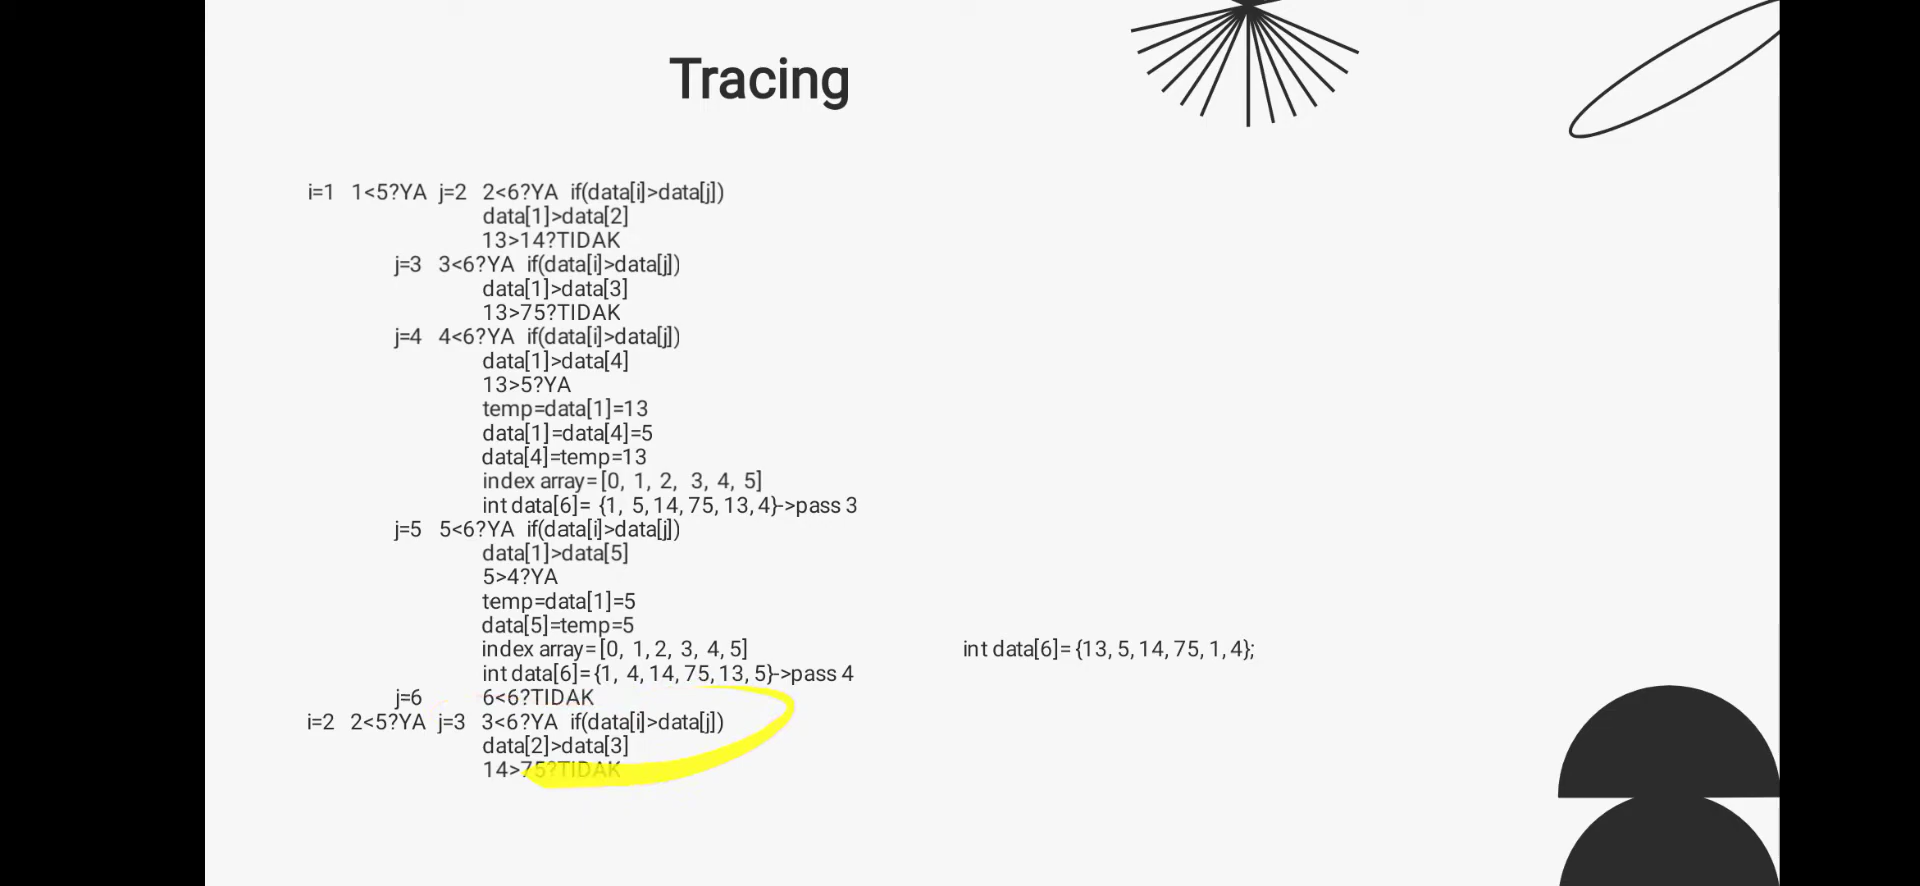 Tracing
i=1 1<5?YA j=2 2<6?YA if(data[i]>data[j])
data[1]>data[2]
13>14?TIDAK
j=3 3<6?YA if(data[i]>data[j])
data[1]>data[3]
13>75?TIDAK
j=4 4<6?YA if(data[i]>data[j])
data[1]>data[4]
13>5?YA
temp=data[1]=13
data[1]=data[4]=5
data[4]=temp=13
index array= [0, 1, 2, 3, 4, 5]
int data[6]= {1, 5, 14, 75, 13, 4}->pass 3
j=5 5<6?YA if(data[i]>data[j])
data[1]>data[5]
5>4?YA
temp=data[1]=5
data[5]=temp=5
index array= [0, 1, 2, 3, 4, 5]
int data[6]= {13, 5, 14, 75, 1, 4};
int data[6]= {1, 4, 14, 75, 13, 5}->pass 4
j=6 6<6?TIDAK
i=2 2<5?YA j=3 3<6?YA if(data[i]>data[j])
data[2]>data[3]
14>75?TIDAK